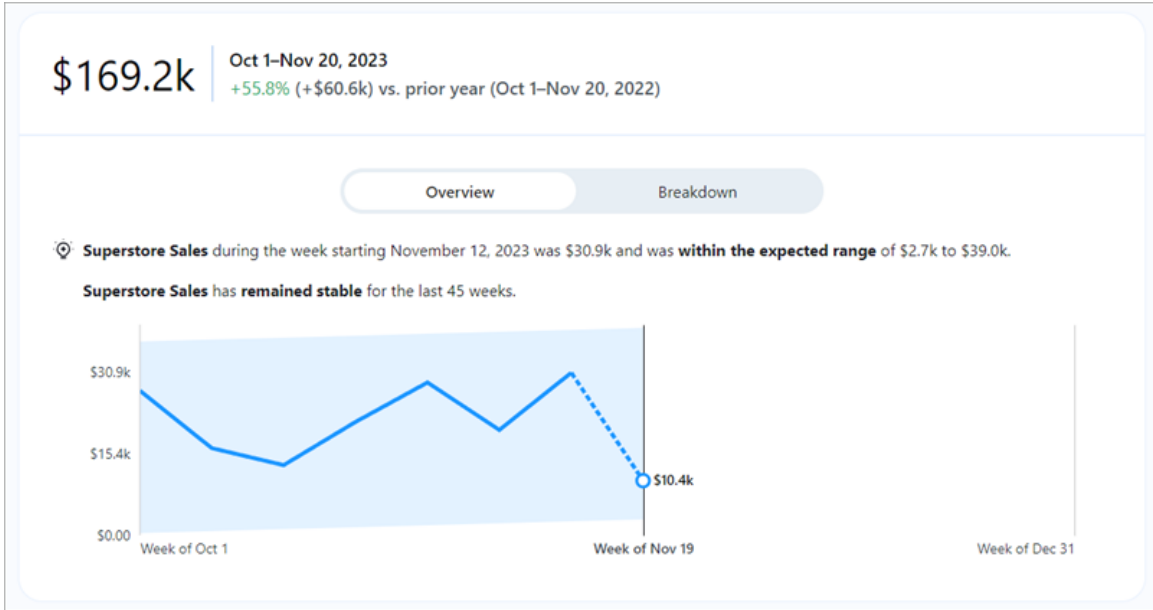 $169.2k
Oct 1–Nov 20, 2023
+55.8% (+$60.6k) vs. prior year (Oct 1–Nov 20, 2022)
Overview
Breakdown
Superstore Sales during the week starting November 12, 2023 was $30.9k and was within the expected range of $2.7k to $39.0k.
Superstore Sales has remained stable for the last 45 weeks.
$30.9k
$15.4k
$10.4k
$0.00
Week of Oct 1
Week of Nov 19
Week of Dec 31